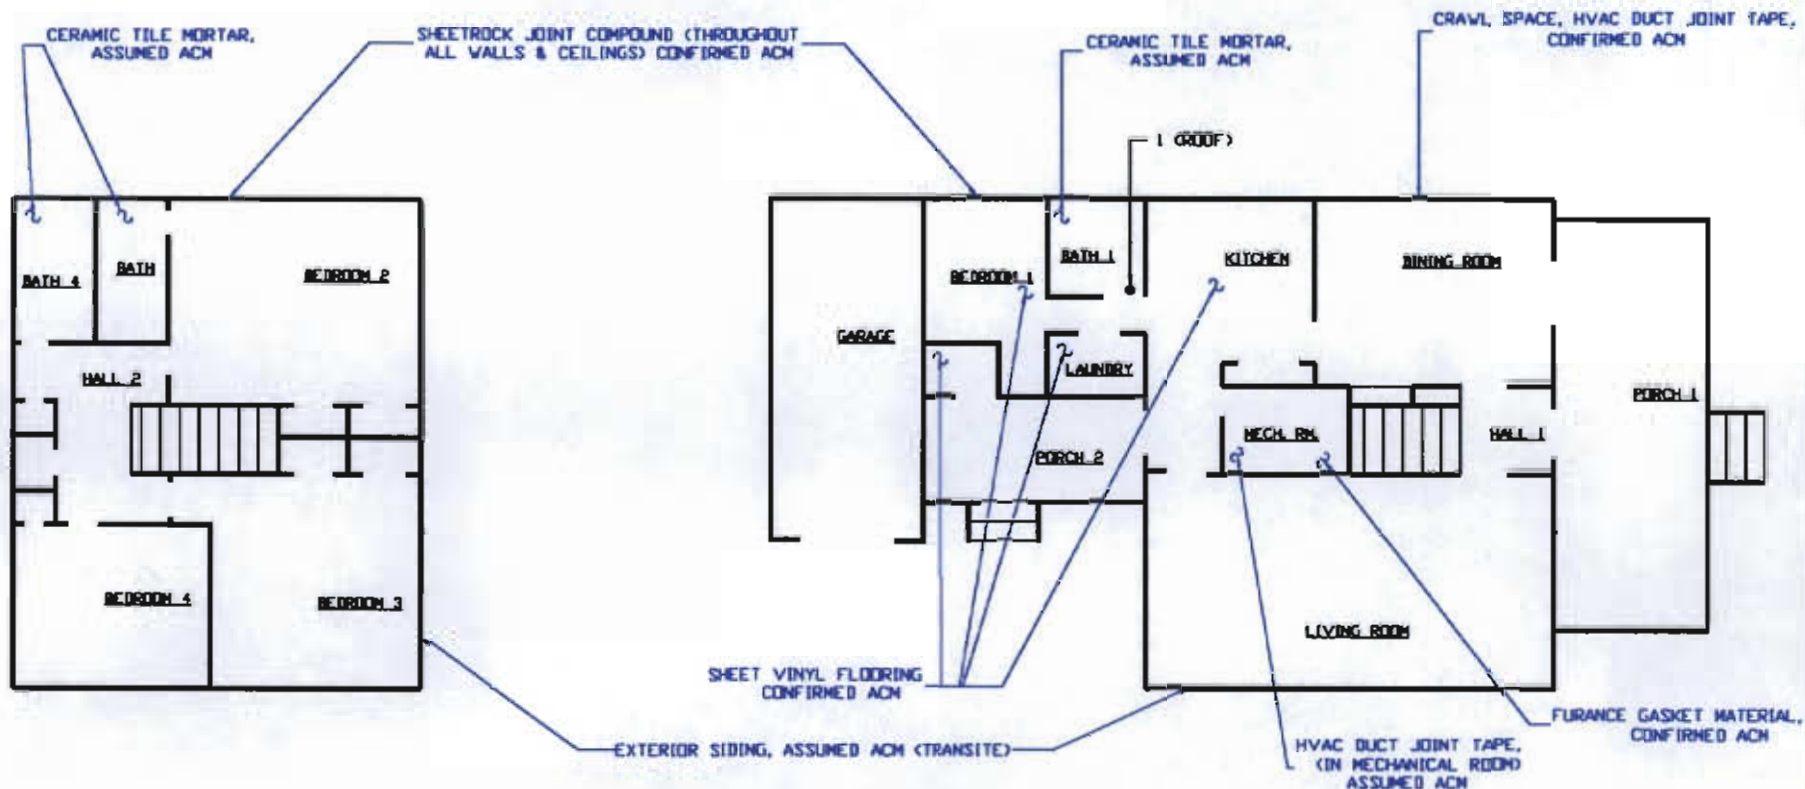 CERAMIC TILE MORTAR,
ASSUMED ACM
SHEETROCK JOINT COMPOUND (THROUGHOUT
ALL WALLS & CEILINGS) CONFIRMED ACM
CERAMIC TILE MORTAR,
ASSUMED ACM
CRAWL SPACE, HVAC DUCT JOINT TAPE,
CONFIRMED ACM
1 (ROOF)
BATH 4
BATH
BEDROOM 2
HALL 2
BEDROOM 4
BEDROOM 3
GARAGE
BEDROOM 1
BATH 1
KITCHEN
DINING ROOM
LAUNDRY
PORCH 1
PORCH 2
MECH. RM.
HALL 1
LIVING ROOM
SHEET VINYL FLOORING
CONFIRMED ACM
EXTERIOR SIDING, ASSUMED ACM (TRANSITE)
HVAC DUCT JOINT TAPE,
(IN MECHANICAL ROOM)
ASSUMED ACM
FURANCE GASKET MATERIAL,
CONFIRMED ACM